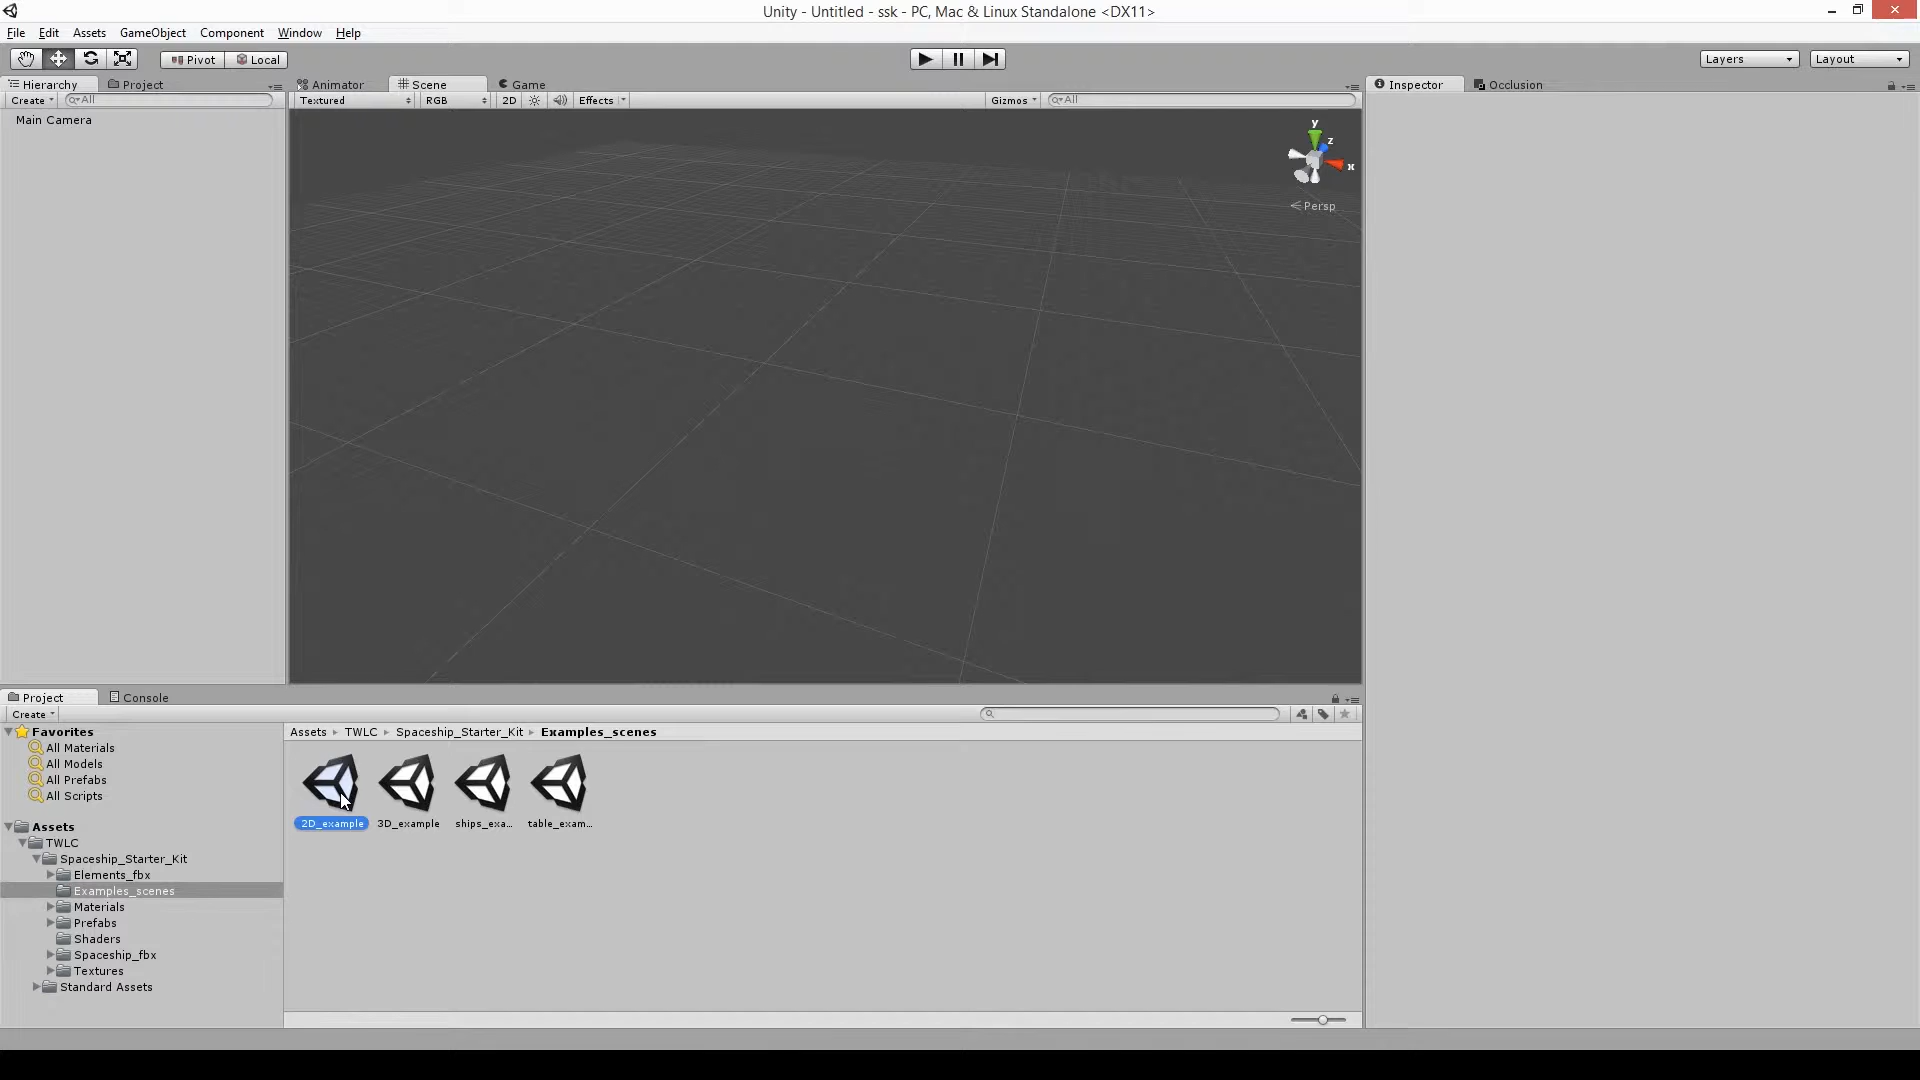 Unity - Untitled - ssk - PC, Mac & Linux Standalone <DX11>
File Edit Assets GameObject Component Window Help
Pivot Local Layers Layout
Hierarchy Project Animator Scene Game Inspector Occlusion
Create All Textured RGB 2D Effects Gizmos All
Main Camera
y
z
x
Persp
Project Console
Create
Favorites
All Materials
All Models
All Prefabs
All Scripts
Assets
TWLC
Spaceship_Starter_Kit
Elements_fbx
Examples_scenes
Materials
Prefabs
Shaders
Spaceship_fbx
Textures
Standard Assets
Assets TWLC Spaceship_Starter_Kit Examples_scenes
2D_example 3D_example ships_exa... table_exam...